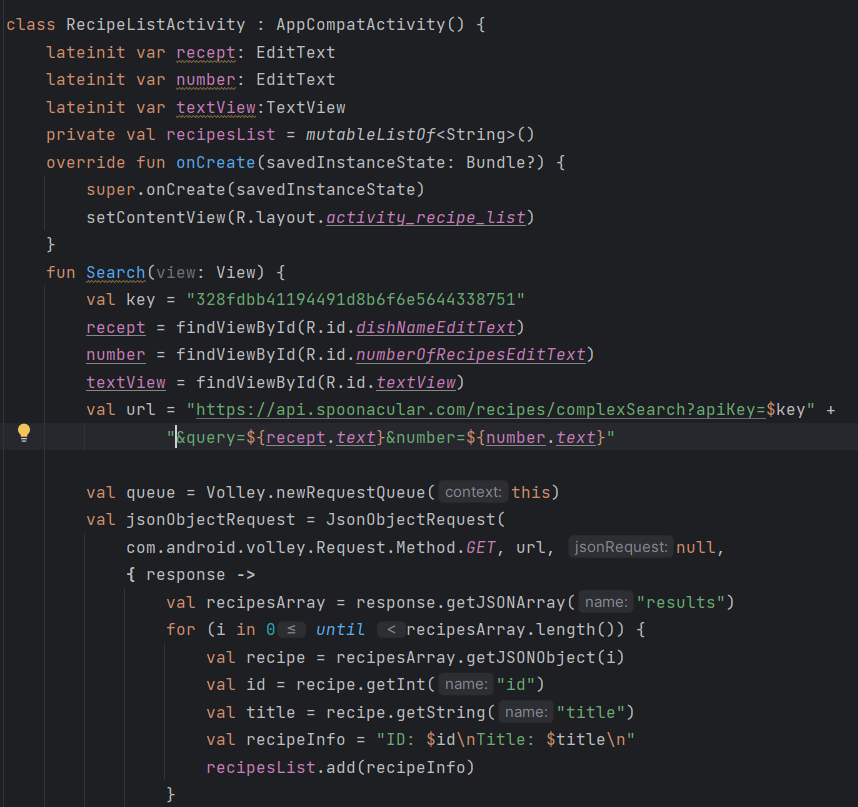 class RecipeListActivity : AppCompatActivity() {
lateinit var recept: EditText
lateinit var number: EditText
lateinit var textView:TextView
private val recipesList = mutableListOf<String>()
override fun onCreate(savedInstanceState: Bundle?) {
super.onCreate(savedInstanceState)
setContentView(R.layout.activity_recipe_list)
}
fun Search(view: View) {
val key = "328fdbb41194491d8b6f6e5644338751"
recept = findViewById(R.id.dishNameEditText)
number = findViewById(R.id.numberOfRecipesEditText)
textView = findViewById(R.id.textView)
val url = "https://api.spoonacular.com/recipes/complexSearch?apiKey=$key" +
"&query=${recept.text}&number=${number.text}"
val queue = Volley.newRequestQueue( context: this)
val jsonObjectRequest = JsonObjectRequest(
com.android.volley.Request.Method.GET, url, jsonRequest: null,
{ response ->
val recipesArray = response.getJSONArray( name: "results")
for (i in 0 ≤ until < recipesArray.length()) {
val recipe = recipesArray.getJSONObject(i)
val id = recipe.getInt( name: "id")
val title = recipe.getString( name: "title")
val recipeInfo = "ID: $id\nTitle: $title\n"
recipesList.add(recipeInfo)
}